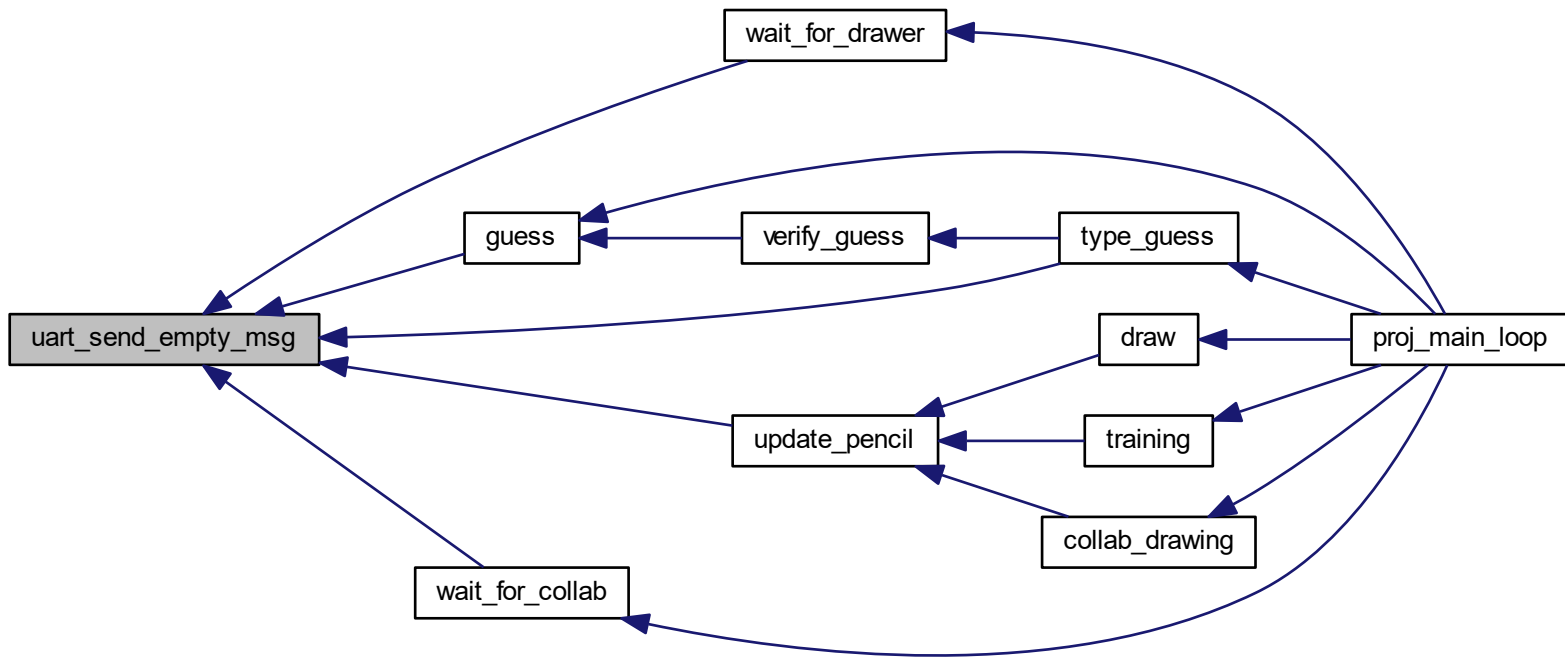 wait_for_drawer
guess
verify_guess
type_guess
uart_send_empty_msg
draw
proj_main_loop
update_pencil
training
collab_drawing
wait_for_collab